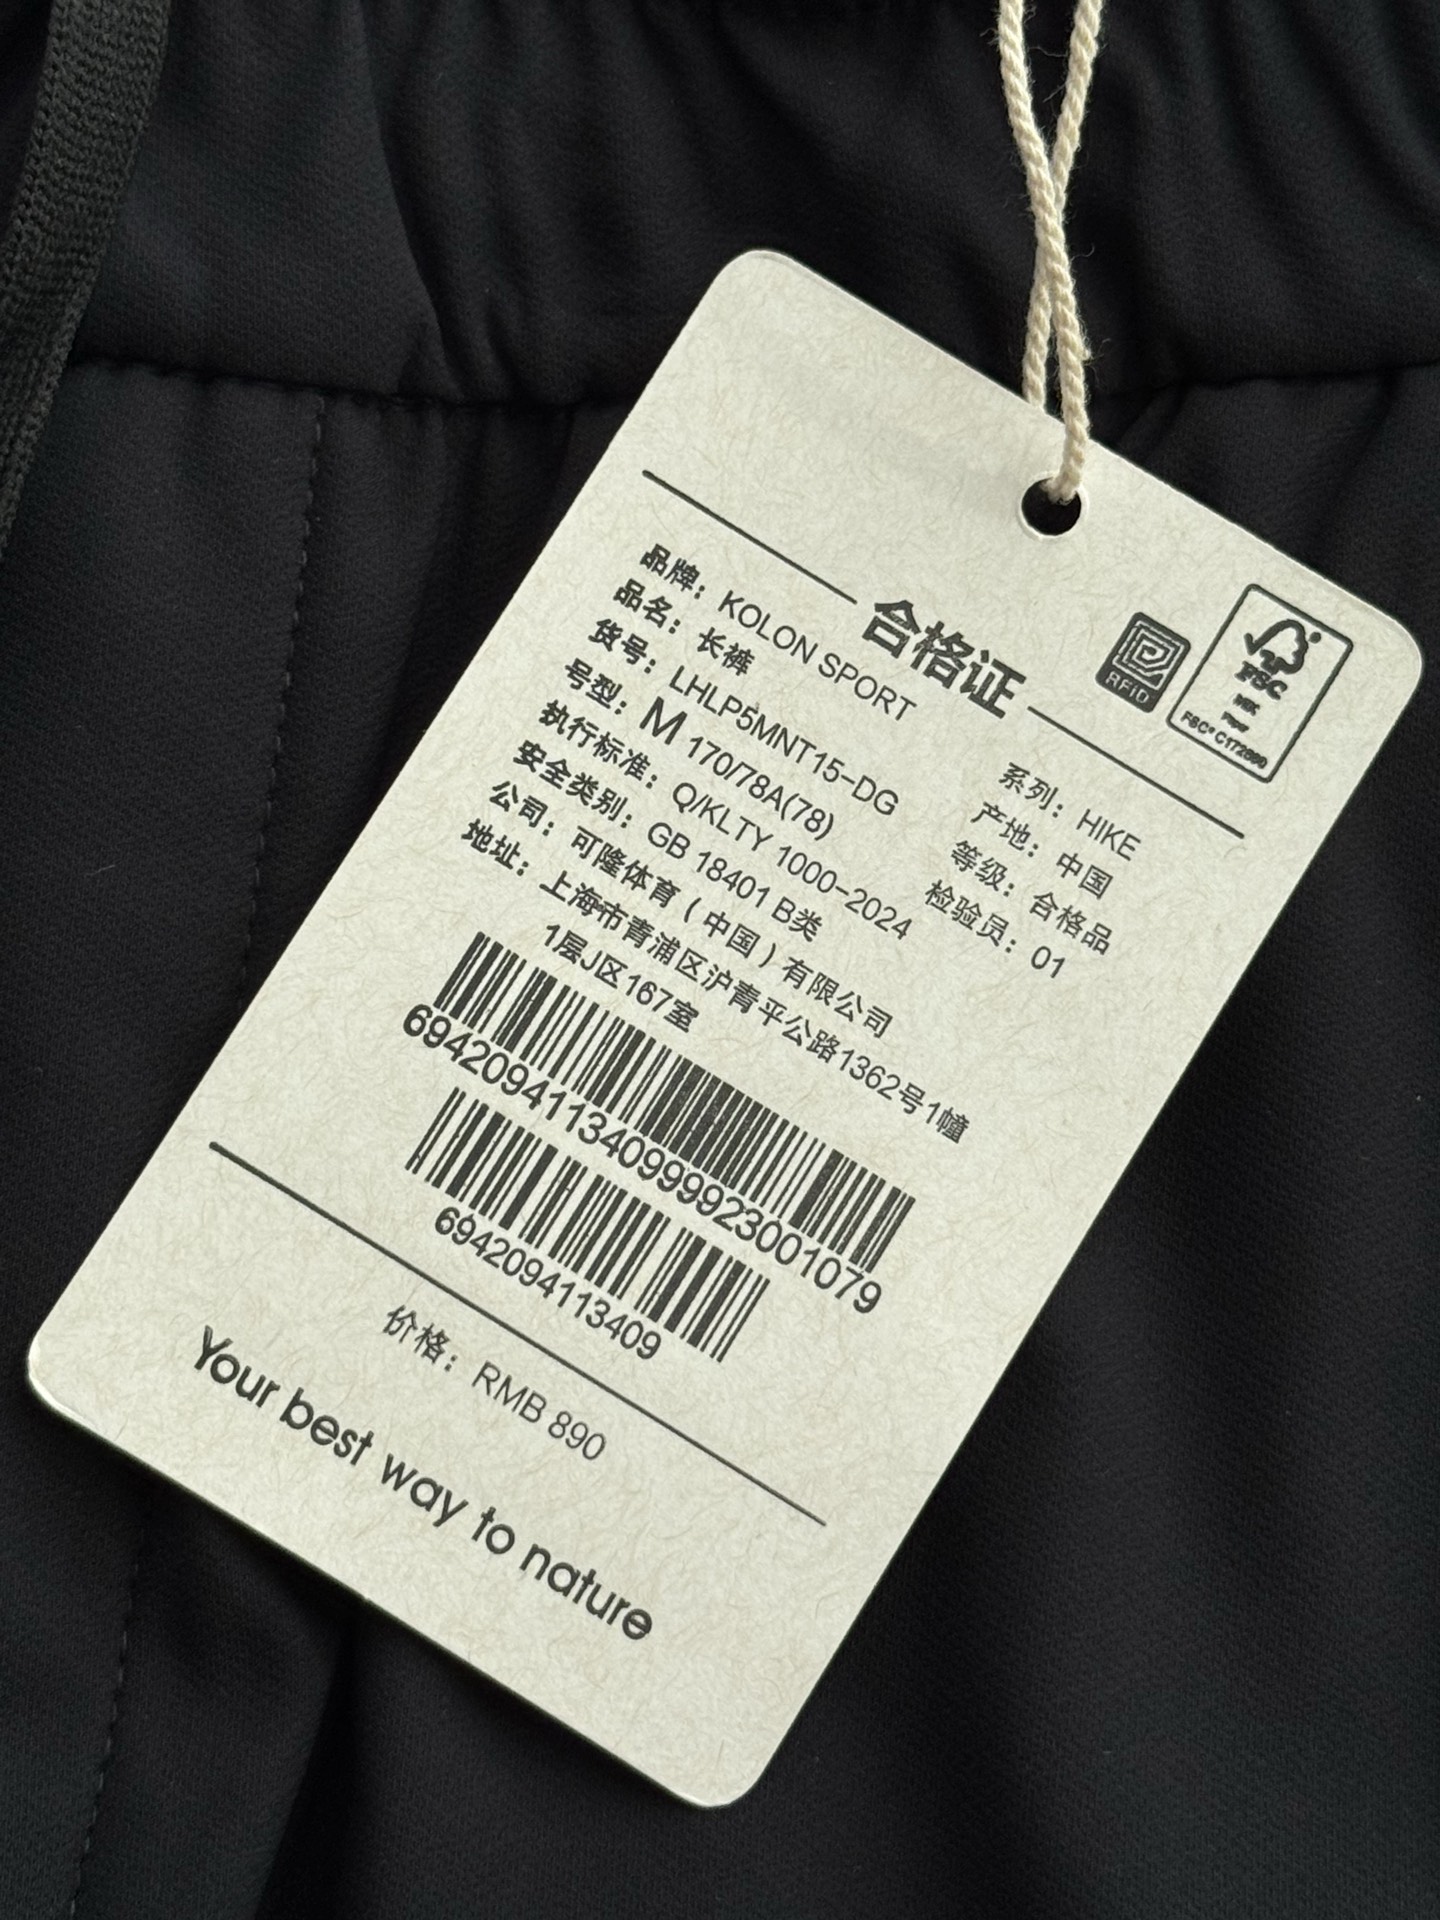 合格证
RFID
FSC
MIX
Paper
品牌：KOLON SPORT
品名：长裤
货号：LHLP5MNT15-DG
系列：HIKE
号型：M 170/78A(78)
产地：中国
执行标准：Q/KLTY 1000-2024
等级：合格品
安全类别：GB 18401 B类
检验员：01
公司：可隆体育（中国）有限公司
地址：上海市青浦区沪青平公路1362号1幢
1层J区167室
69420941134099992300107​9
6942094113409
价格：RMB 890
Your best way to nature